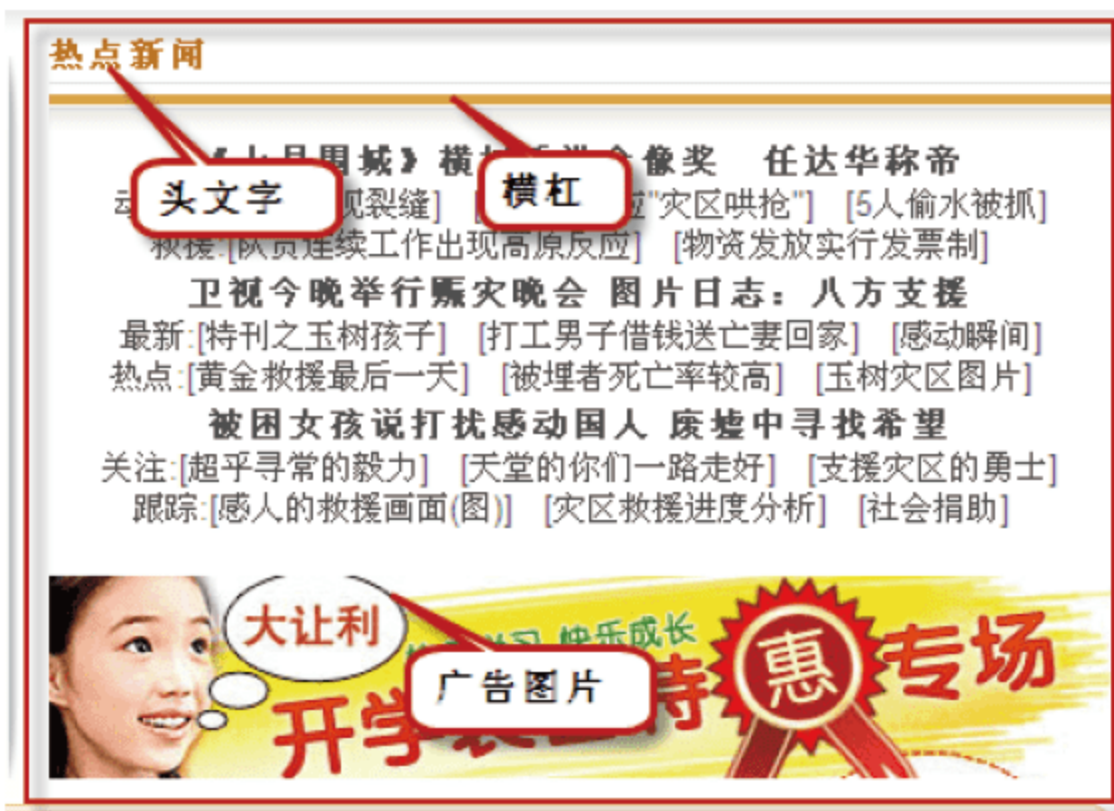 热点新闻
围城》横 像奖 任达华称帝
头文字
横杠
现裂缝] 应"灾区哄抢"] [5人偷水被抓]
救援:[队员连续工作出现高原反应] [物资发放实行发票制]
卫视今晚举行赈灾晚会 图片日志：八方支援
最新:[特刊之玉树孩子] [打工男子借钱送亡妻回家] [感动瞬间]
热点:[黄金救援最后一天] [被埋者死亡率较高] [玉树灾区图片]
被困女孩说打扰感动国人 废墟中寻找希望
关注:[超乎寻常的毅力] [天堂的你们一路走好] [支援灾区的勇士]
跟踪:[感人的救援画面(图)] [灾区救援进度分析] [社会捐助]
大让利
快乐成长
广告图片
开学 特惠专场